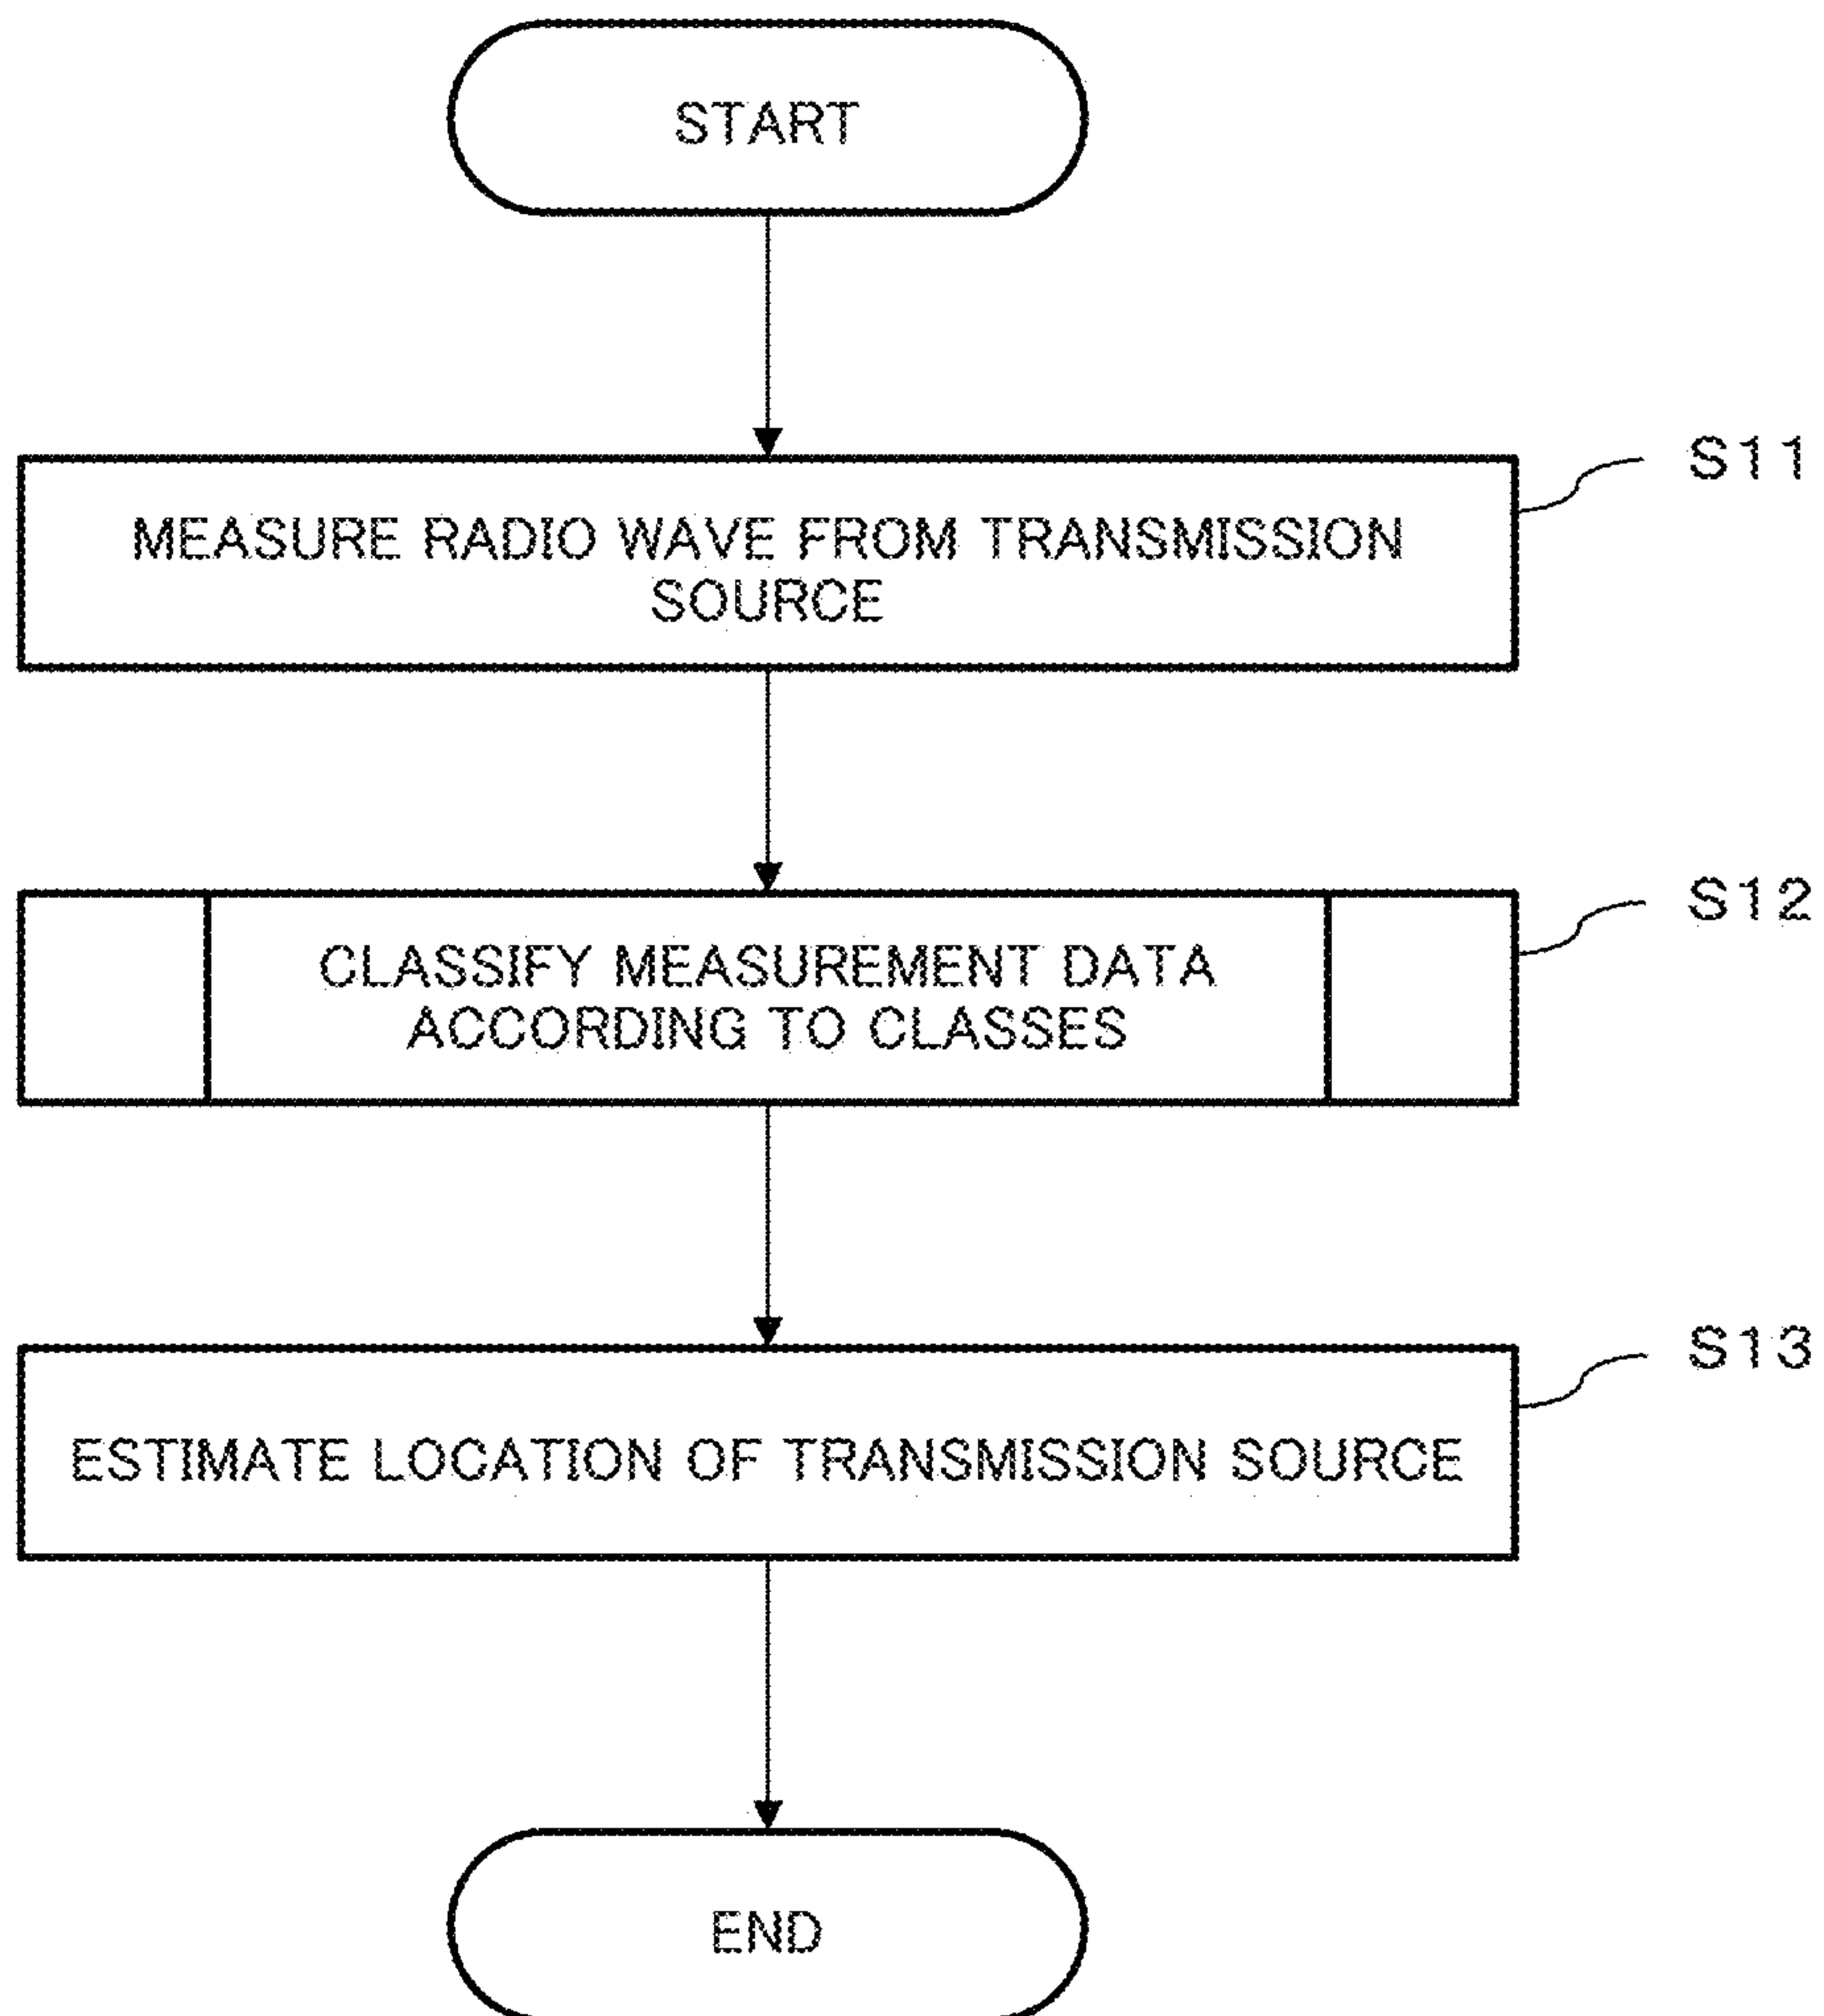 START
S11
MEASURE RADIO WAVE FROM TRANSMISSION
SOURCE
S12
CLASSIFY MEASUREMENT DATA
ACCORDING TO CLASSES
S13
ESTIMATE LOCATION OF TRANSMISSION SOURCE
END